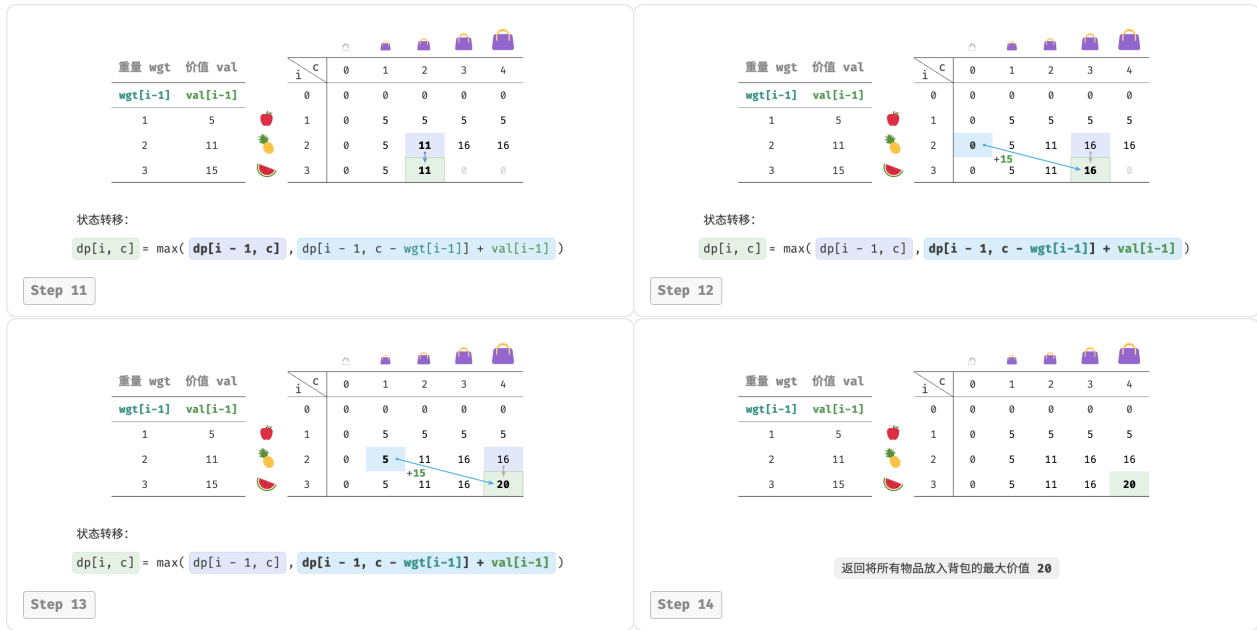 重量 wgt 价值 val
wgt[i-1] val[i-1]
1 5
2 11
3 15
i c 0 1 2 3 4
0 0 0 0 0 0
1 0 5 5 5 5
2 0 5 11 16 16
3 0 5 11 0 0
状态转移：
dp[i, c] = max( dp[i - 1, c] , dp[i - 1, c - wgt[i-1]] + val[i-1] )
Step 11
重量 wgt 价值 val
wgt[i-1] val[i-1]
1 5
2 11
3 15
i c 0 1 2 3 4
0 0 0 0 0 0
1 0 5 5 5 5
2 0 5 11 16 16
+15
3 0 5 11 16 0
状态转移：
dp[i, c] = max( dp[i - 1, c] , dp[i - 1, c - wgt[i-1]] + val[i-1] )
Step 12
重量 wgt 价值 val
wgt[i-1] val[i-1]
1 5
2 11
3 15
i c 0 1 2 3 4
0 0 0 0 0 0
1 0 5 5 5 5
2 0 5 11 16 16
+15
3 0 5 11 16 20
状态转移：
dp[i, c] = max( dp[i - 1, c] , dp[i - 1, c - wgt[i-1]] + val[i-1] )
Step 13
重量 wgt 价值 val
wgt[i-1] val[i-1]
1 5
2 11
3 15
i c 0 1 2 3 4
0 0 0 0 0 0
1 0 5 5 5 5
2 0 5 11 16 16
3 0 5 11 16 20
返回将所有物品放入背包的最大价值 20
Step 14